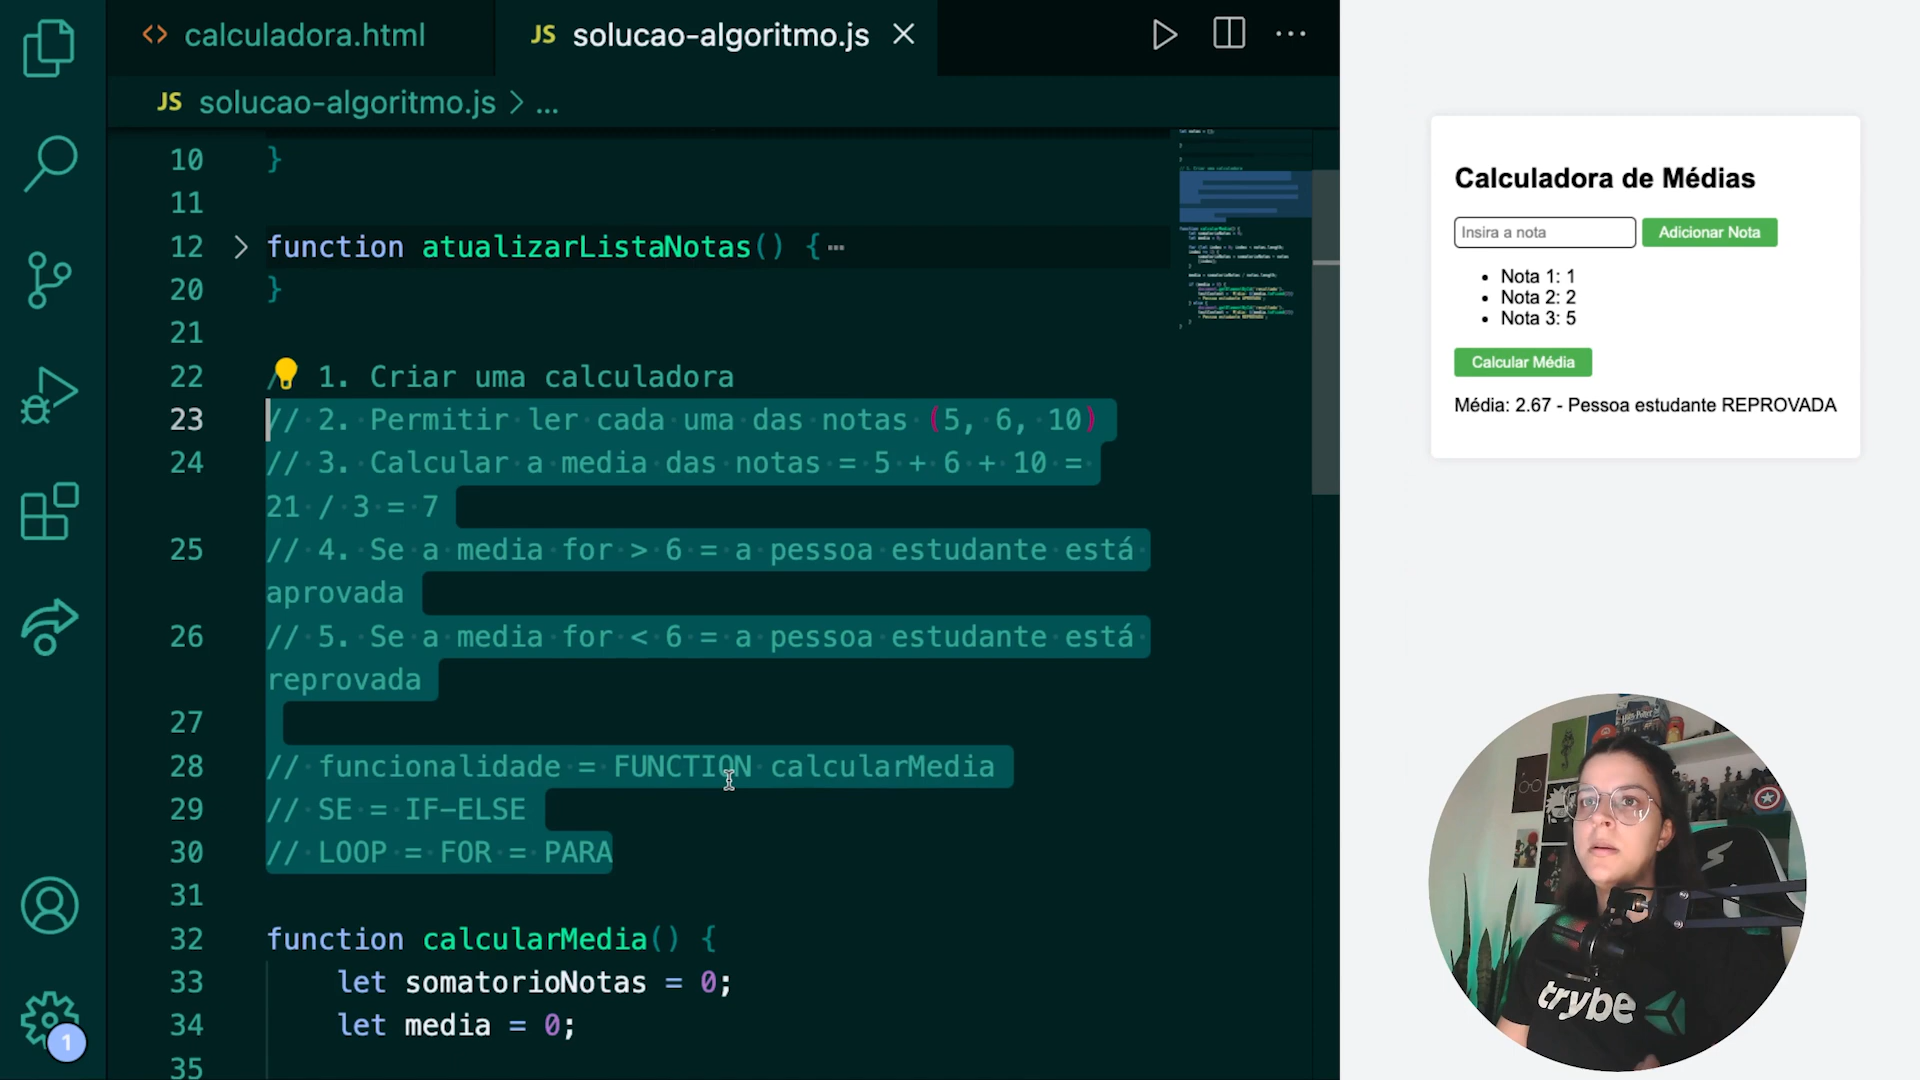 calculadora.html
JS solucao-algoritmo.js
JS solucao-algoritmo.js > ...
10 }
11
12 function atualizarListaNotas() {
20 }
21
22 // 1. Criar uma calculadora
23 // 2. Permitir ler cada uma das notas (5, 6, 10)
24 // 3. Calcular a media das notas = 5 + 6 + 10 =
21 / 3 = 7
25 // 4. Se a media for > 6 = a pessoa estudante está
aprovada
26 // 5. Se a media for < 6 = a pessoa estudante está
reprovada
27
28 // funcionalidade = FUNCTION calcularMedia
29 // SE = IF-ELSE
30 // LOOP = FOR = PARA
31
32 function calcularMedia() {
33 let somatorioNotas = 0;
34 let media = 0;
35
1
Calculadora de Médias
Insira a nota
Adicionar Nota
• Nota 1: 1
• Nota 2: 2
• Nota 3: 5
Calcular Média
Média: 2.67 - Pessoa estudante REPROVADA
trybe